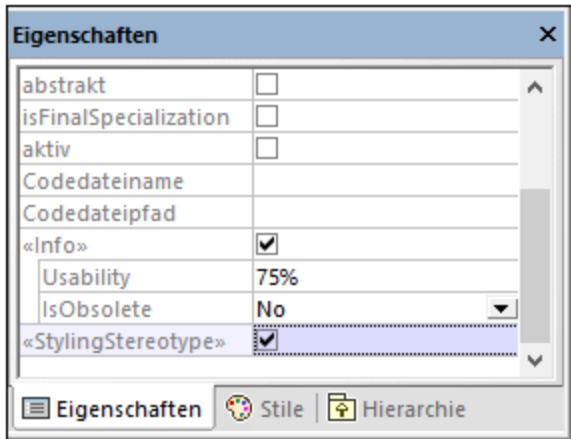 Eigenschaften
abstrakt
isFinalSpecialization
aktiv
Codedateiname
Codedateipfad
«Info»
Usability 75%
IsObsolete No
«StylingStereotype»
Eigenschaften Stile Hierarchie